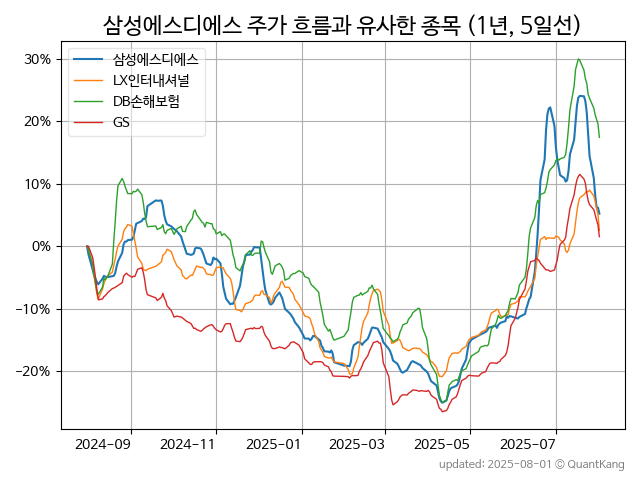 삼성에스디에스 주가 흐름과 유사한 종목 (1년, 5일선)
30%
20%
10%
0%
−10%
−20%
삼성에스디에스
LX인터내셔널
DB손해보험
GS
2024-09
2024-11
2025-01
2025-03
2025-05
2025-07
updated: 2025-08-01 © QuantKang